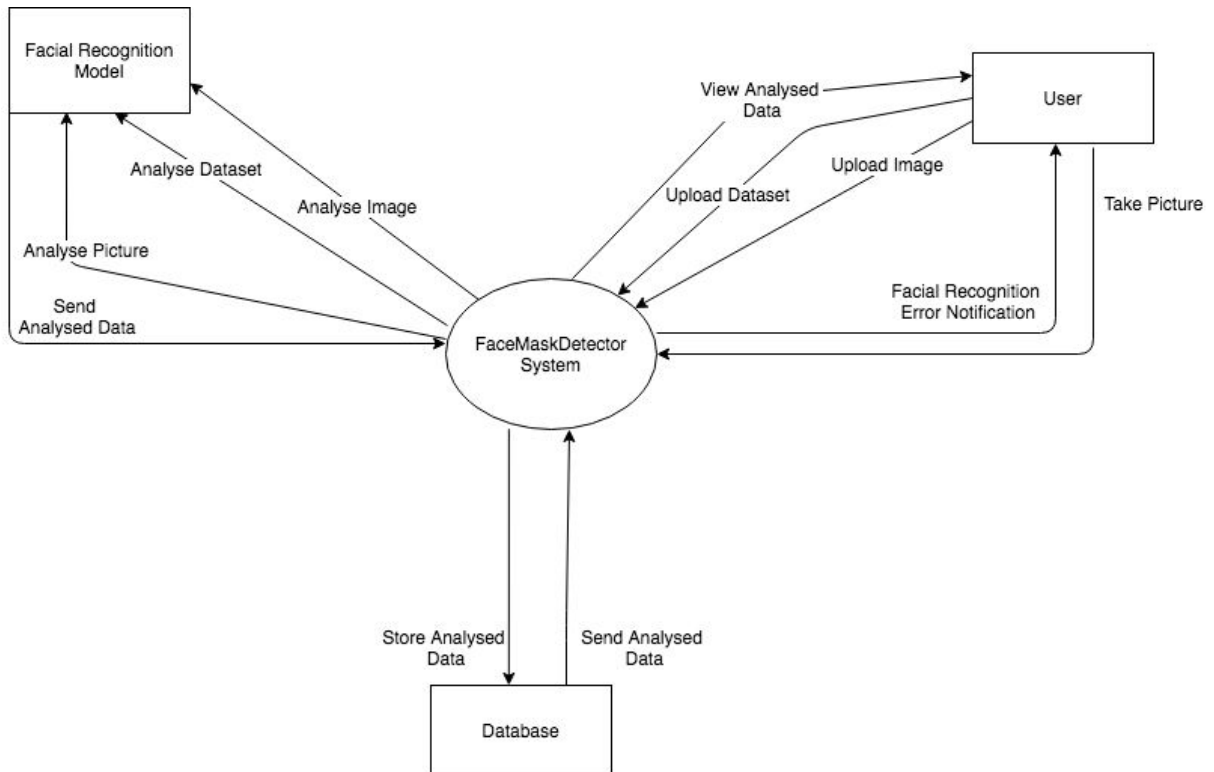 Facial Recognition
Model
View Analysed
Data
User
Analyse Dataset
Upload Image
Upload Dataset
Analyse Image
Take Picture
Analyse Picture
Send
Analysed Data
Facial Recognition
Error Notification
FaceMaskDetector
System
Store Analysed
Data
Send Analysed
Data
Database